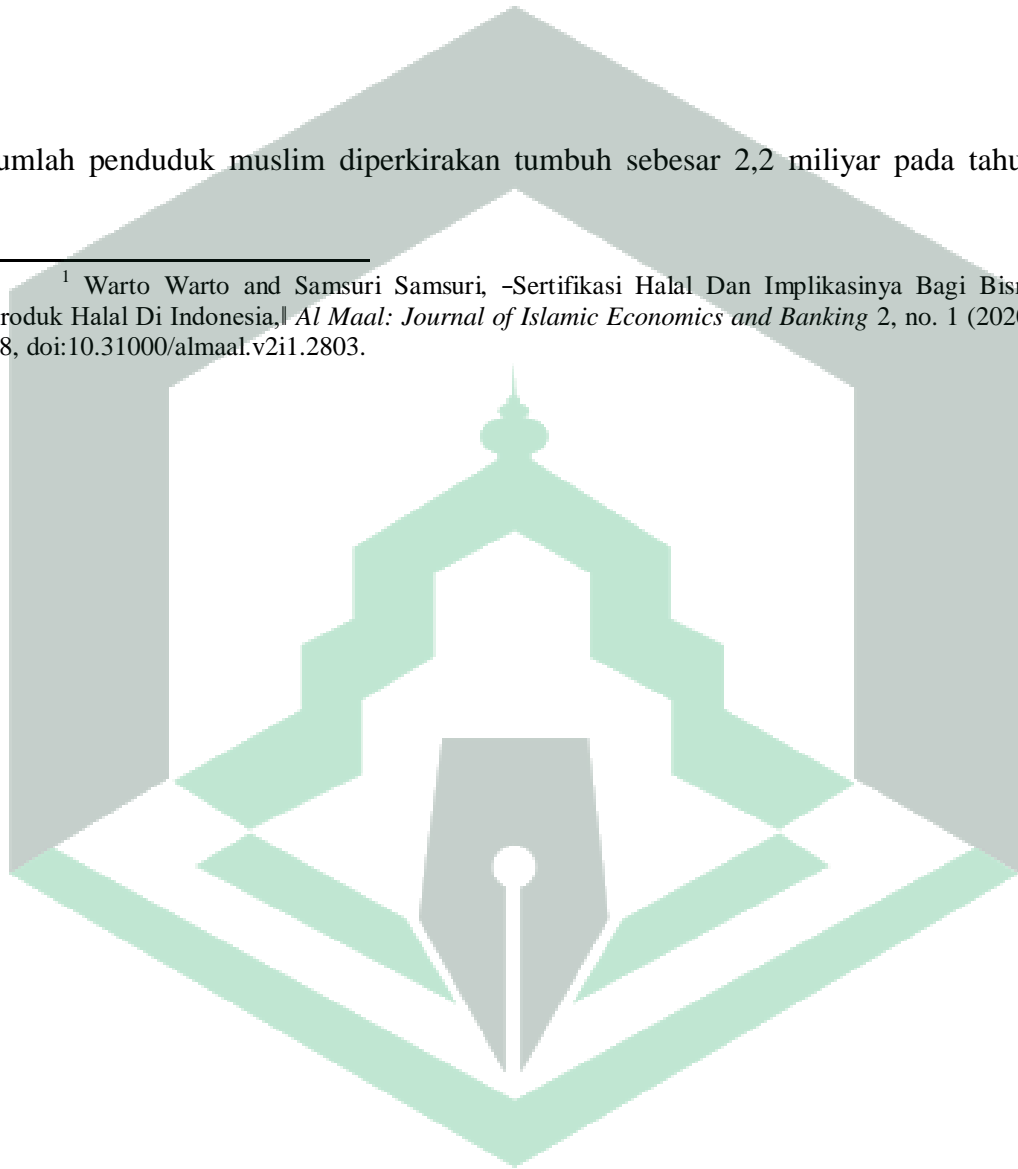 umlah penduduk muslim diperkirakan tumbuh sebesar 2,2 miliyar pada tahu
1 Warto Warto and Samsuri Samsuri, ―Sertifikasi Halal Dan Implikasinya Bagi Bisn
roduk Halal Di Indonesia,‖ Al Maal: Journal of Islamic Economics and Banking 2, no. 1 (2020
8, doi:10.31000/almaal.v2i1.2803.